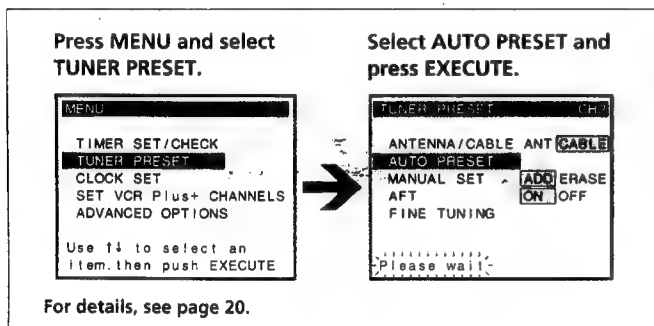 Press MENU and select
TUNER PRESET.
MENU
TIMER SET/CHECK
TUNER PRESET
CLOCK SET
SET VCR Plus+ CHANNELS
ADVANCED OPTIONS
Use ↑↓ to select an
item.then push EXECUTE
Select AUTO PRESET and
press EXECUTE.
TUNER PRESET
ANTENNA/CABLE ANT CABLE
AUTO PRESET
MANUAL SET ADD ERASE
AFT ON OFF
FINE TUNING
Please wait
For details, see page 20.